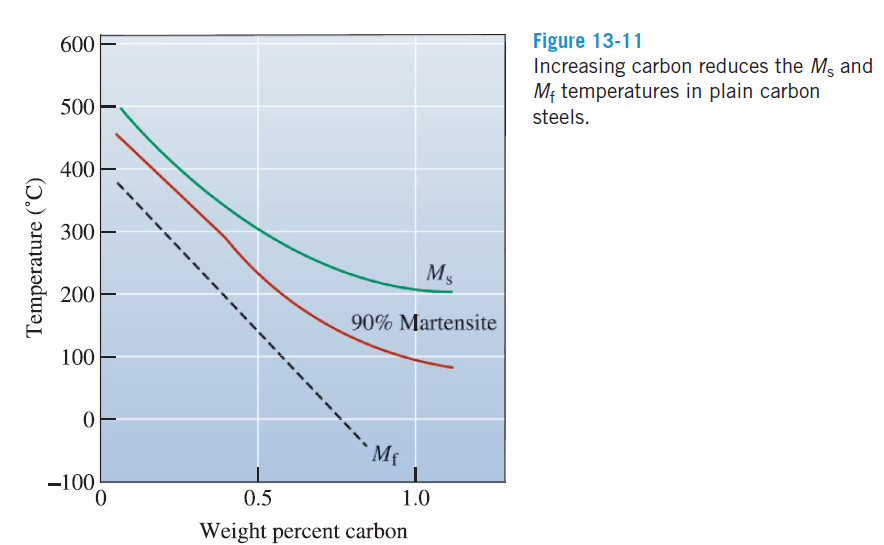 Figure 13-11
Increasing carbon reduces the Ms and
Mf temperatures in plain carbon
steels.
Temperature (°C)
600
500
400
300
200
100
0
−100
Ms
90% Martensite
Mf
0
0.5
1.0
Weight percent carbon